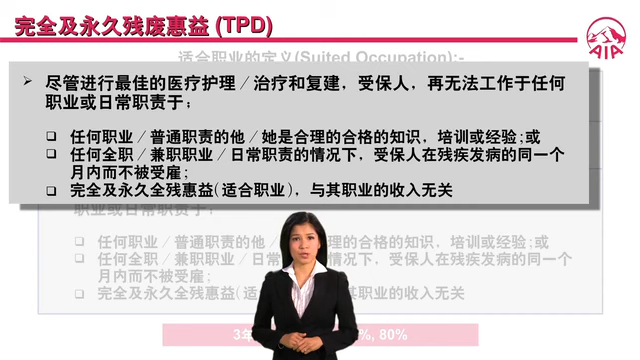 完全及永久残废惠益 (TPD)
AIA
适合职业的定义(Suited Occupation):-
尽管进行最佳的医疗护理／治疗和复建，受保人，再无法工作于任何
职业或日常职责于；
任何职业／普通职责的他／她是合理的合格的知识，培训或经验;或
任何全职／兼职职业／日常职责的情况下，受保人在残疾发病的同一个
月内而不被受雇；
完全及永久全残惠益(适合职业)，与其职业的收入无关
职业或日常职责于；
任何职业／普通职责的他／ 理的合格的知识，培训或经验;或
任何全职／兼职职业／日常 况下，受保人在残疾发病的同一个
月内而不被受雇；
完全及永久全残惠益(适 其职业的收入无关
3年 80%